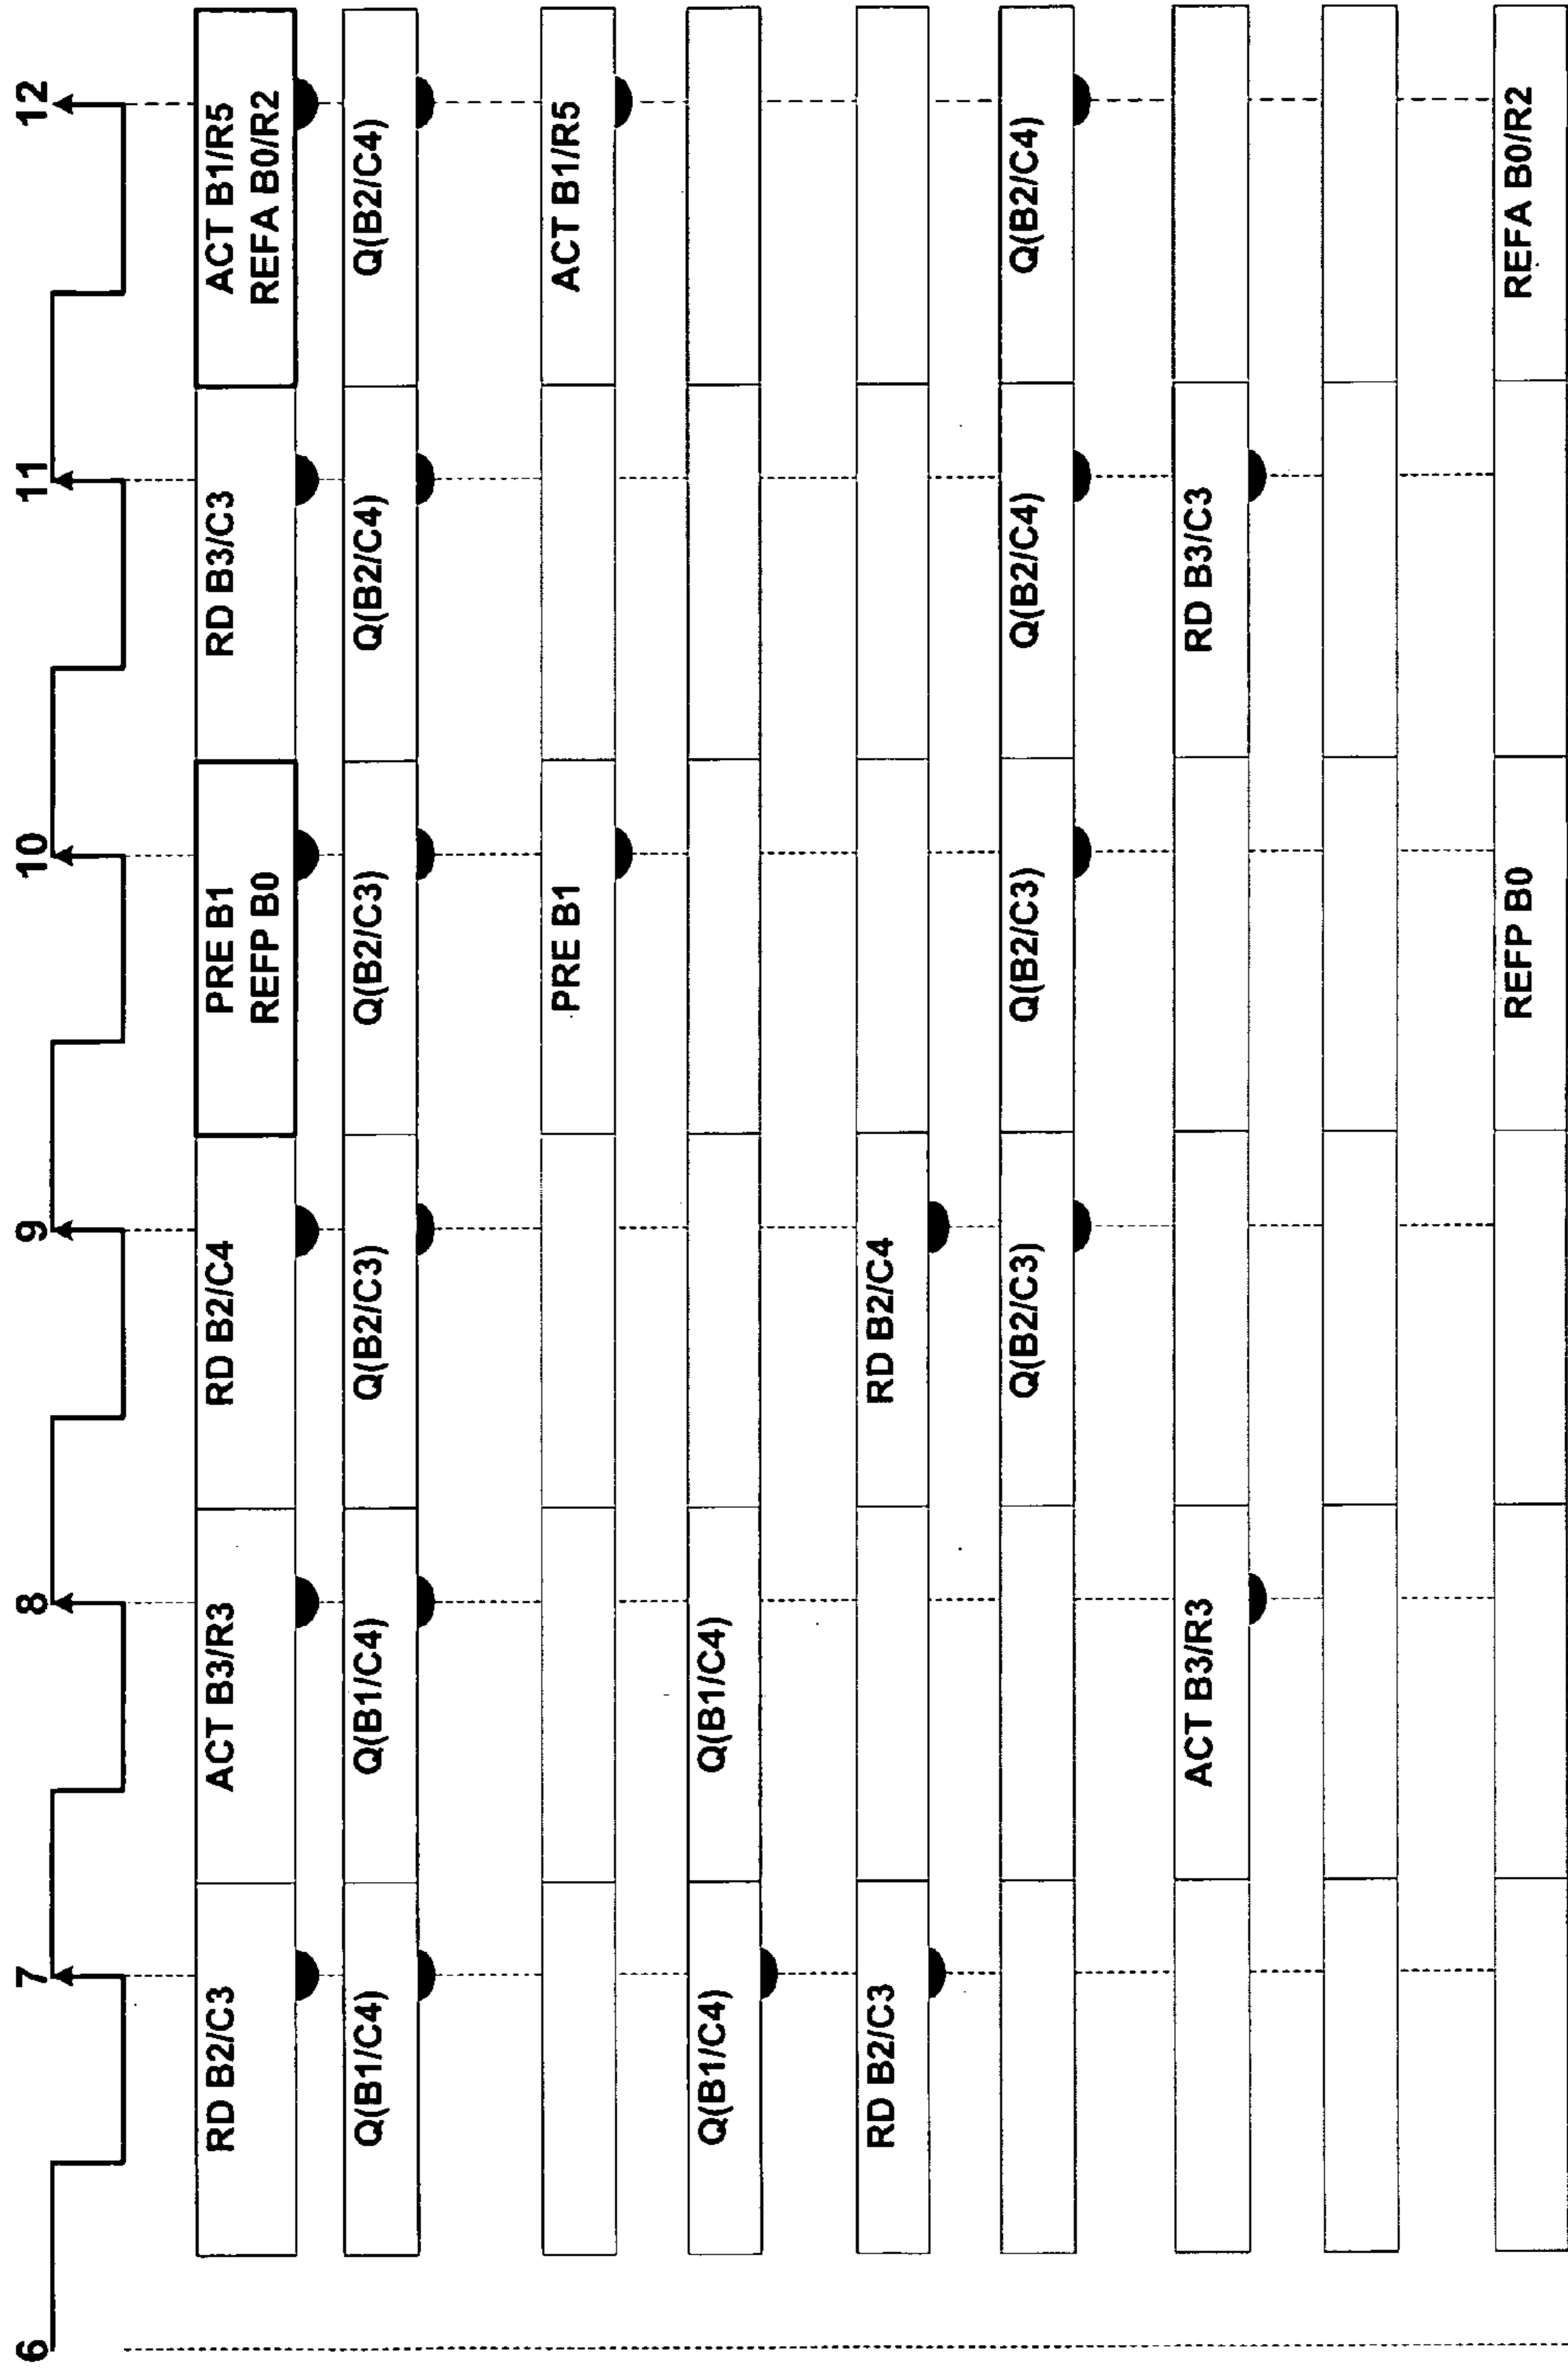 6 7 8 9 10 11 12
RD B2/C3 ACT B3/R3 RD B2/C4 PRE B1 RD B3/C3 ACT B1/R5
REFP B0 REFA B0/R2
Q(B1/C4) Q(B1/C4) Q(B2/C3) Q(B2/C3) Q(B2/C4) Q(B2/C4)
PRE B1 ACT B1/R5
Q(B1/C4) Q(B1/C4)
RD B2/C3 RD B2/C4
Q(B2/C3) Q(B2/C3) Q(B2/C4) Q(B2/C4)
ACT B3/R3 RD B3/C3
REFP B0 REFA B0/R2